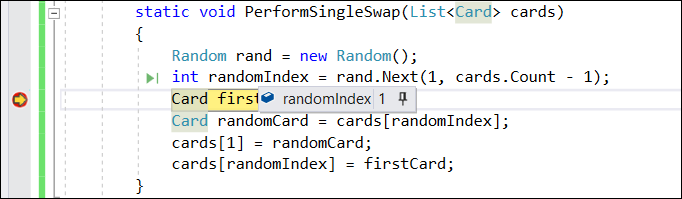 static void PerformSingleSwap(List<Card> cards)
{
Random rand = new Random();
int randomIndex = rand.Next(1, cards.Count - 1);
Card first randomIndex 1
Card randomCard = cards[randomIndex];
cards[1] = randomCard;
cards[randomIndex] = firstCard;
}